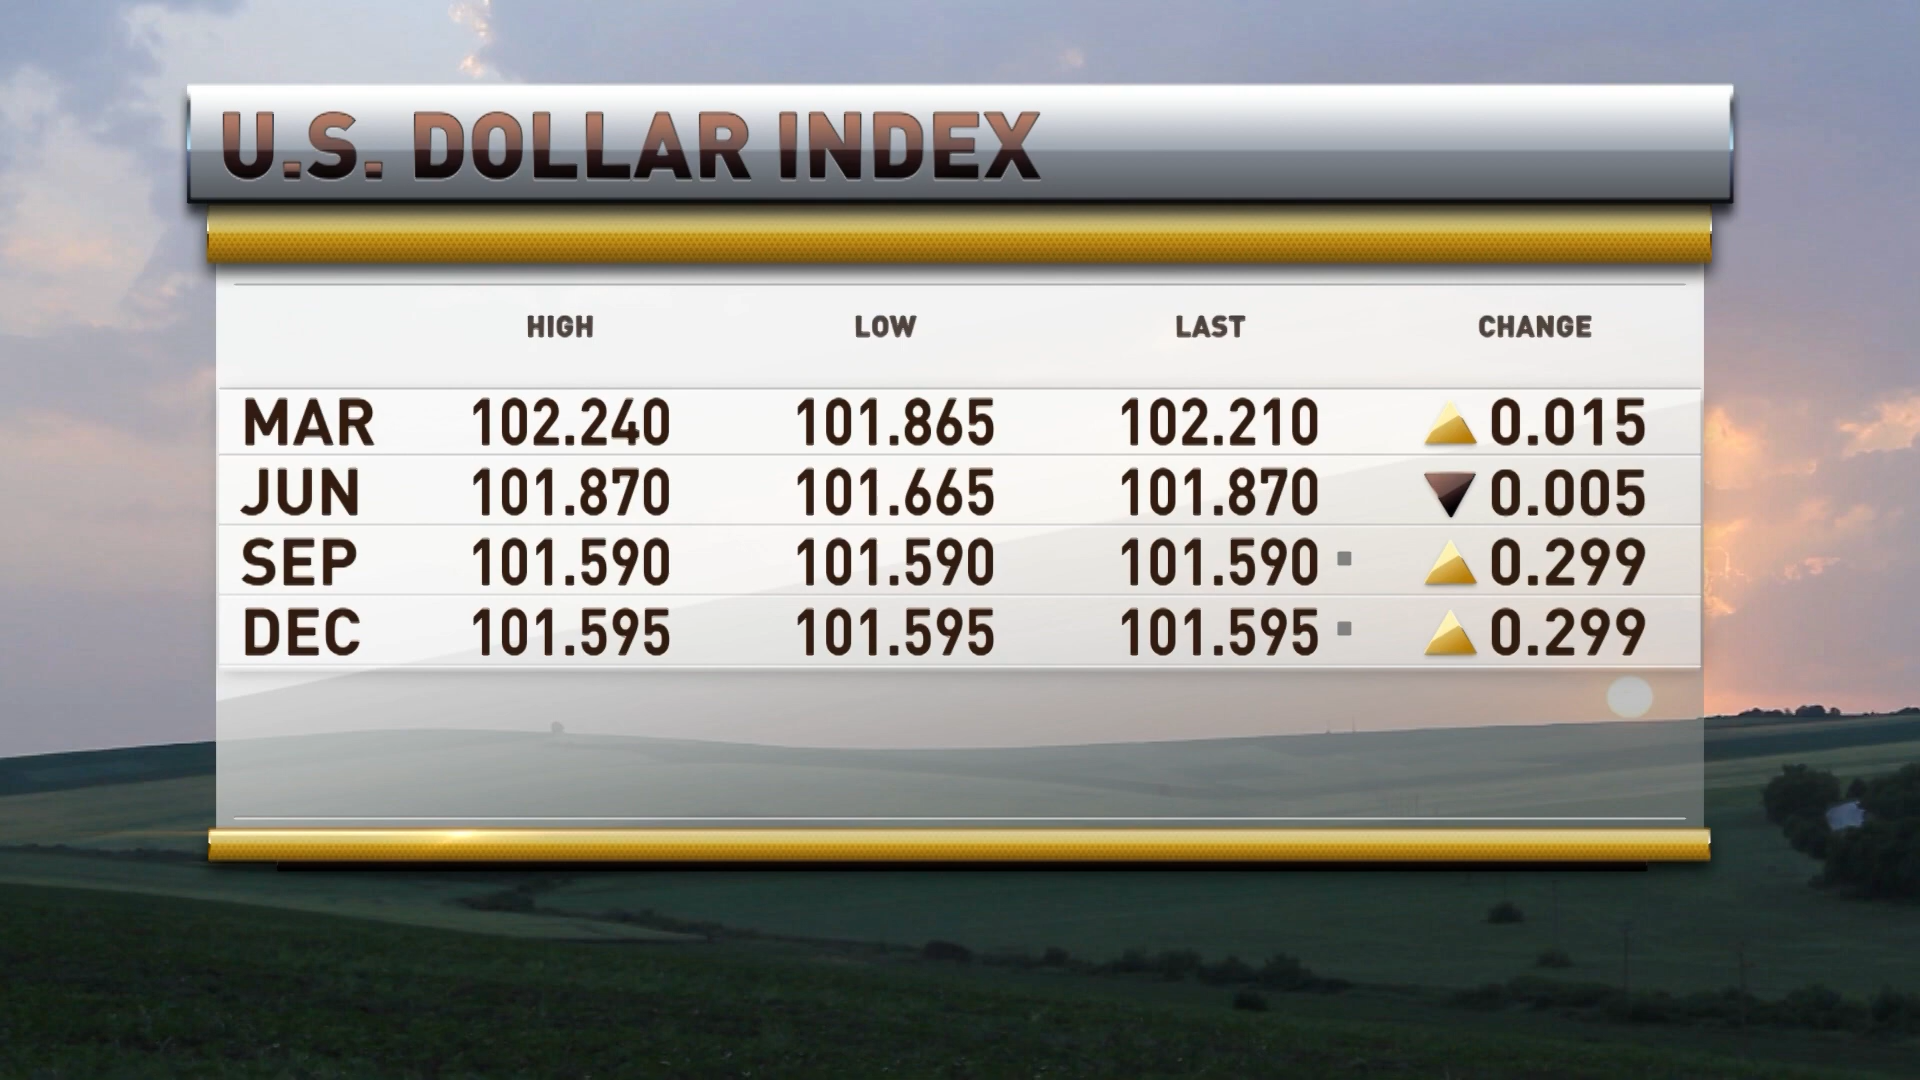 U.S. DOLLAR INDEX
HIGH LOW LAST CHANGE
MAR 102.240 101.865 102.210 ▲ 0.015
JUN 101.870 101.665 101.870 ▼ 0.005
SEP 101.590 101.590 101.590 ▪ ▲ 0.299
DEC 101.595 101.595 101.595 ▪ ▲ 0.299